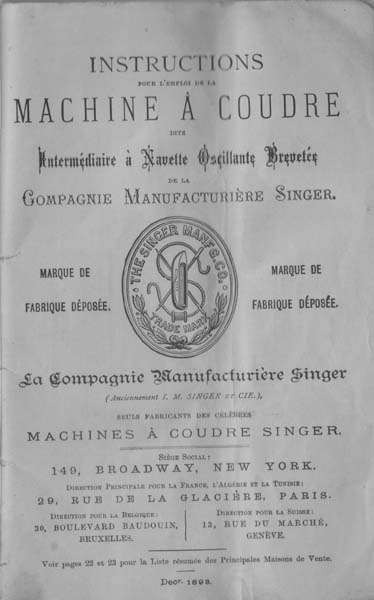 INSTRUCTIONS
POUR L'EMPLOI DE LA
MACHINE À COUDRE
DITE
Intermédiaire à Navette Oscillante Brevetée
DE LA
COMPAGNIE MANUFACTURIÈRE SINGER.
THE SINGER MANFG. CO.
TRADE MARK
MARQUE DE
FABRIQUE DÉPOSÉE.
MARQUE DE
FABRIQUE DÉPOSÉE.
La Compagnie Manufacturière Singer
(Anciennement I. M. SINGER ET CIE.),
SEULS FABRICANTS DES CÉLÈBRES
MACHINES À COUDRE SINGER.
SIÈGE SOCIAL:
149, BROADWAY, NEW YORK.
DIRECTION PRINCIPALE POUR LA FRANCE, L'ALGÉRIE ET LA TUNISIE:
29, RUE DE LA GLACIÈRE, PARIS.
DIRECTION POUR LA BELGIQUE:
30, BOULEVARD BAUDOUIN,
BRUXELLES.
DIRECTION POUR LA SUISSE:
13, RUE DU MARCHÉ,
GENÈVE.
Voir pages 22 et 23 pour la Liste résumée des Principales Maisons de Vente.
Decr. 1898.